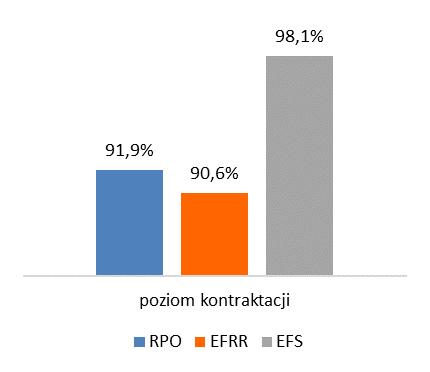 98,1%
91,9%
90,6%
poziom kontraktacji
RPO EFRR EFS